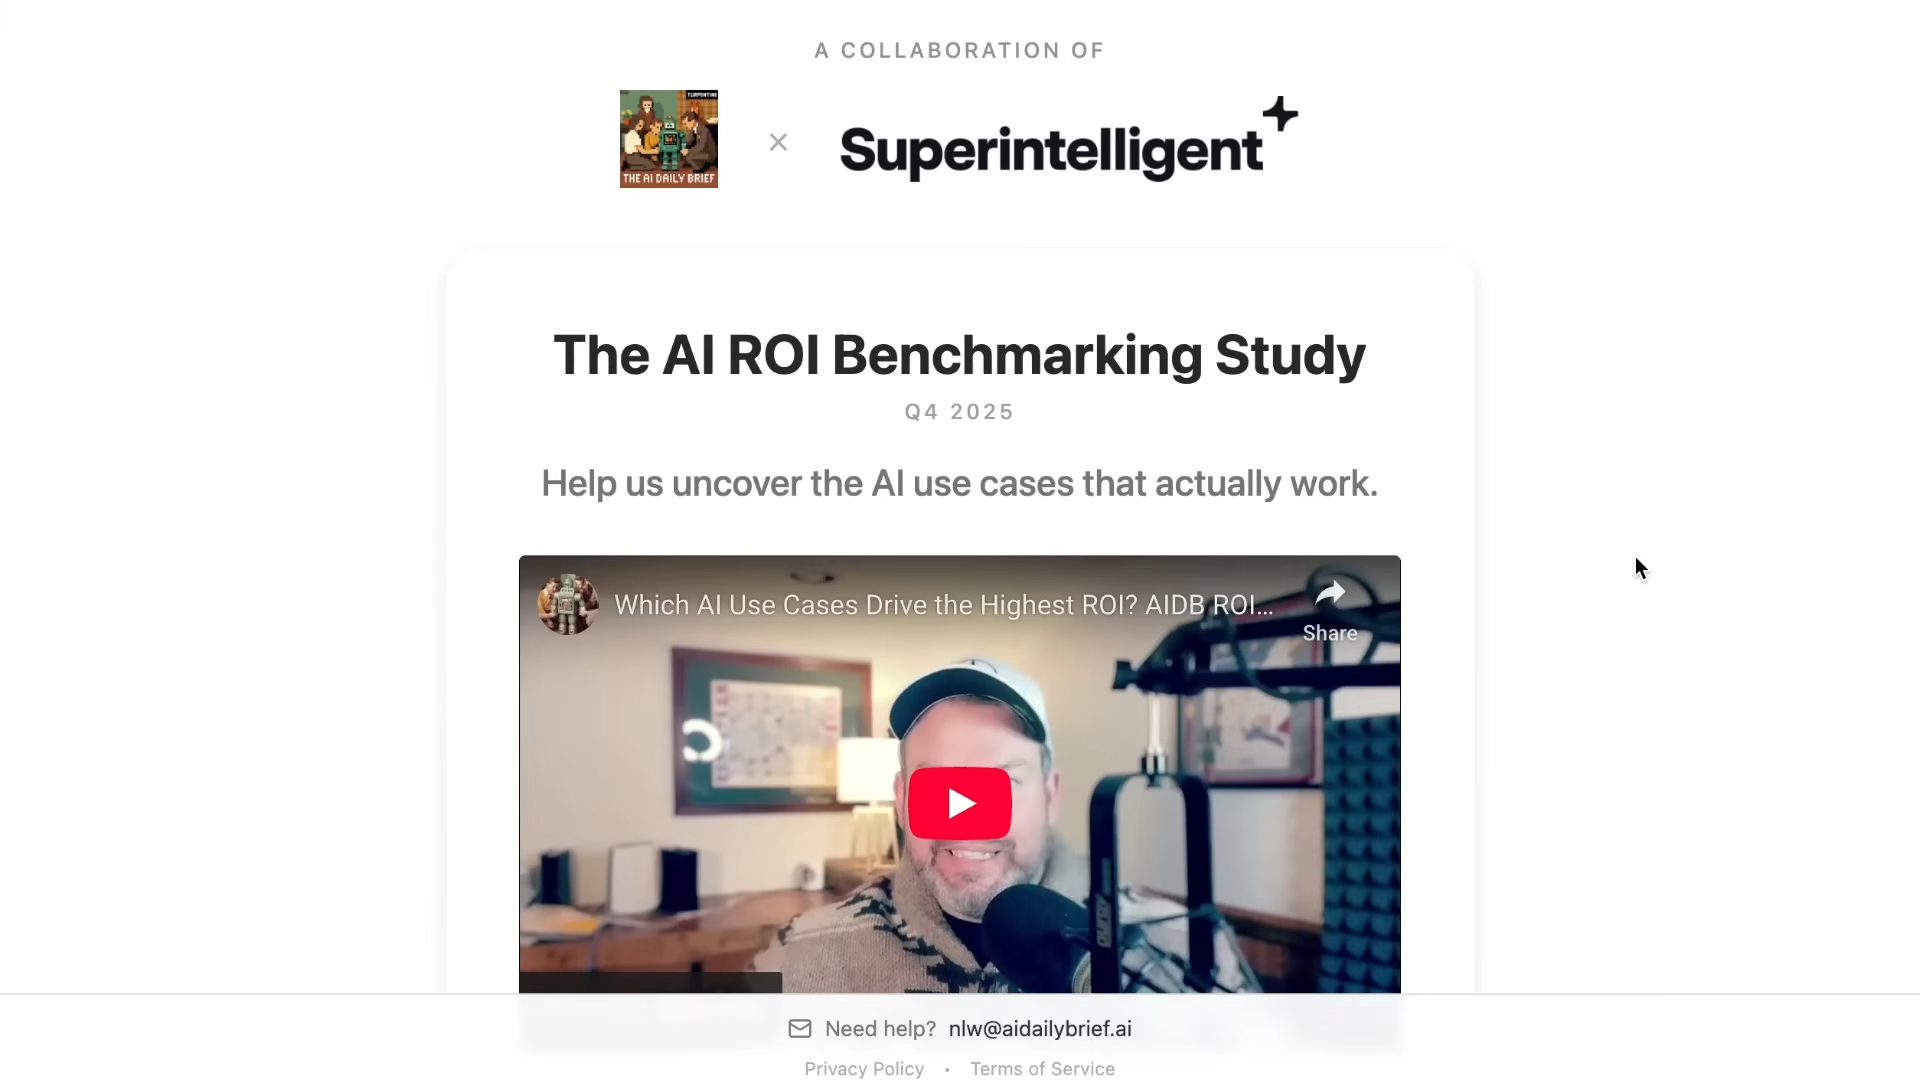 A COLLABORATION OF
TURPENTINE
THE AI DAILY BRIEF
×
Superintelligent
The AI ROI Benchmarking Study
Q4 2025
Help us uncover the AI use cases that actually work.
Which AI Use Cases Drive the Highest ROI? AIDB ROI...
Share
Need help? nlw@aidailybrief.ai
Privacy Policy • Terms of Service